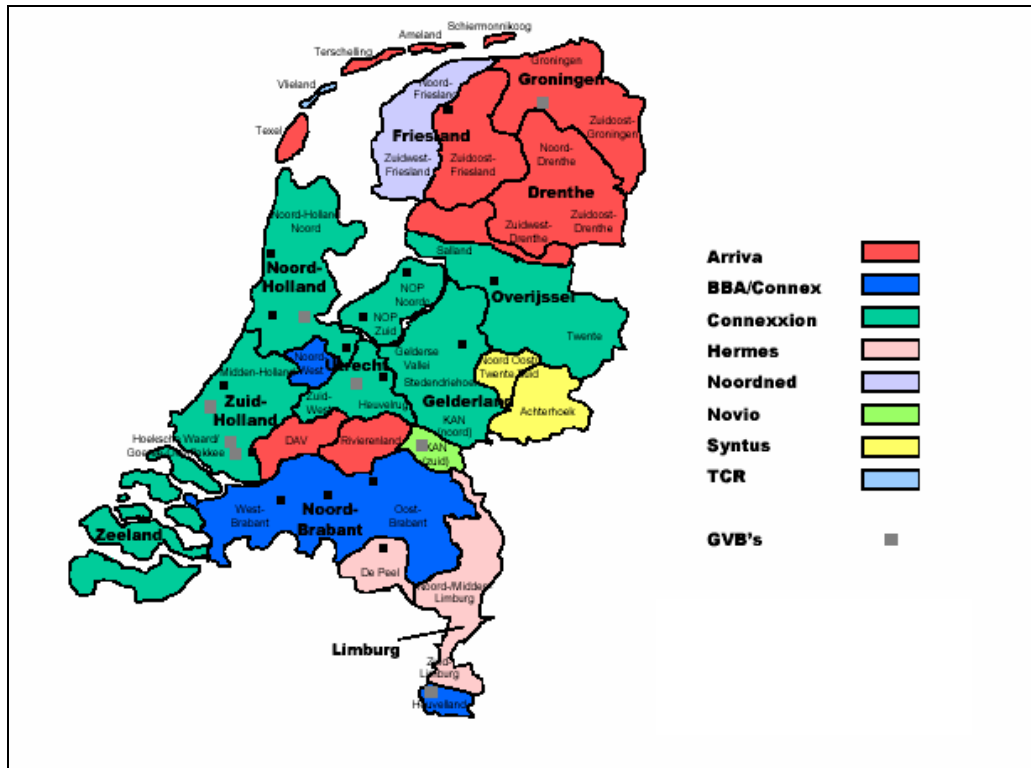 Schiermonnikoog
Ameland
Terschelling
Vlieland
Texel
Groningen
Groningen
Noord-
Friesland
Friesland
Zuidoost-
Groningen
Zuidwest-
Friesland
Zuidoost-
Friesland
Noord-
Drenthe
Drenthe
Zuidwest-
Drenthe
Zuidoost-
Drenthe
Noord-Holland
Noord
Noord-
Holland
Salland
NOP
Noord
NOP
Zuid
Overijssel
Twente
Noord
West
Utrecht
Midden-Holland
Gelderse
Vallei
Noord Oost
Twente Zuid
Stedendriehoek
Zuid-
West
Heuvelrug
Gelderland
Achterhoek
Zuid-
Holland
KAN
(noord)
Hoeksche Waard/
DAV
Rivierenland
KAN
(zuid)
West-
Brabant
Noord-
Brabant
Oost-
Brabant
Zeeland
De Peel
Noord-/Midden
Limburg
Limburg
Zuid-
Limburg
Heuvelland
Arriva
BBA/Connex
Connexxion
Hermes
Noordned
Novio
Syntus
TCR
GVB's